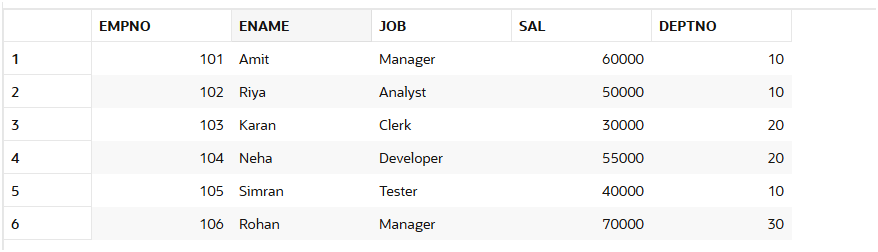 EMPNO ENAME JOB SAL DEPTNO
1 101 Amit Manager 60000 10
2 102 Riya Analyst 50000 10
3 103 Karan Clerk 30000 20
4 104 Neha Developer 55000 20
5 105 Simran Tester 40000 10
6 106 Rohan Manager 70000 30